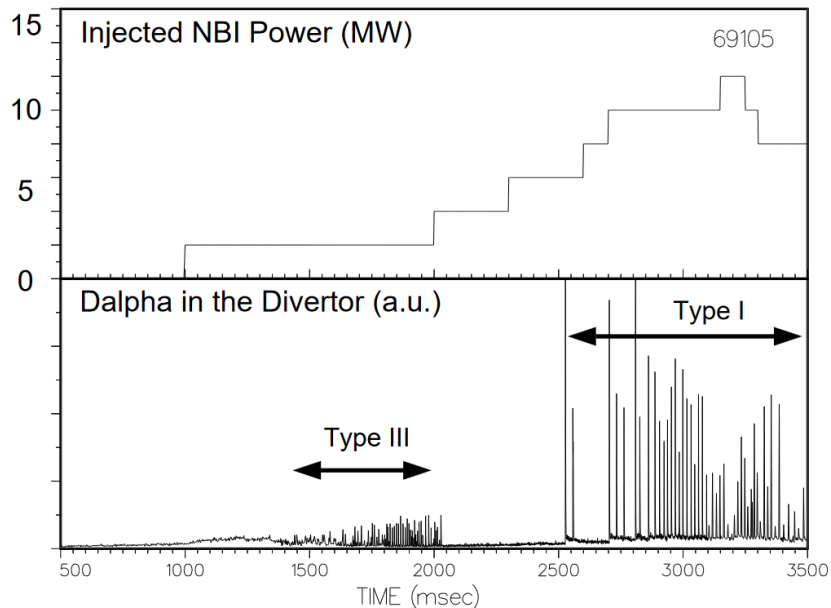 15
Injected NBI Power (MW)
69105
10
5
0
Dalpha in the Divertor (a.u.)
Type I
Type III
500 1000 1500 2000 2500 3000 3500
TIME (msec)